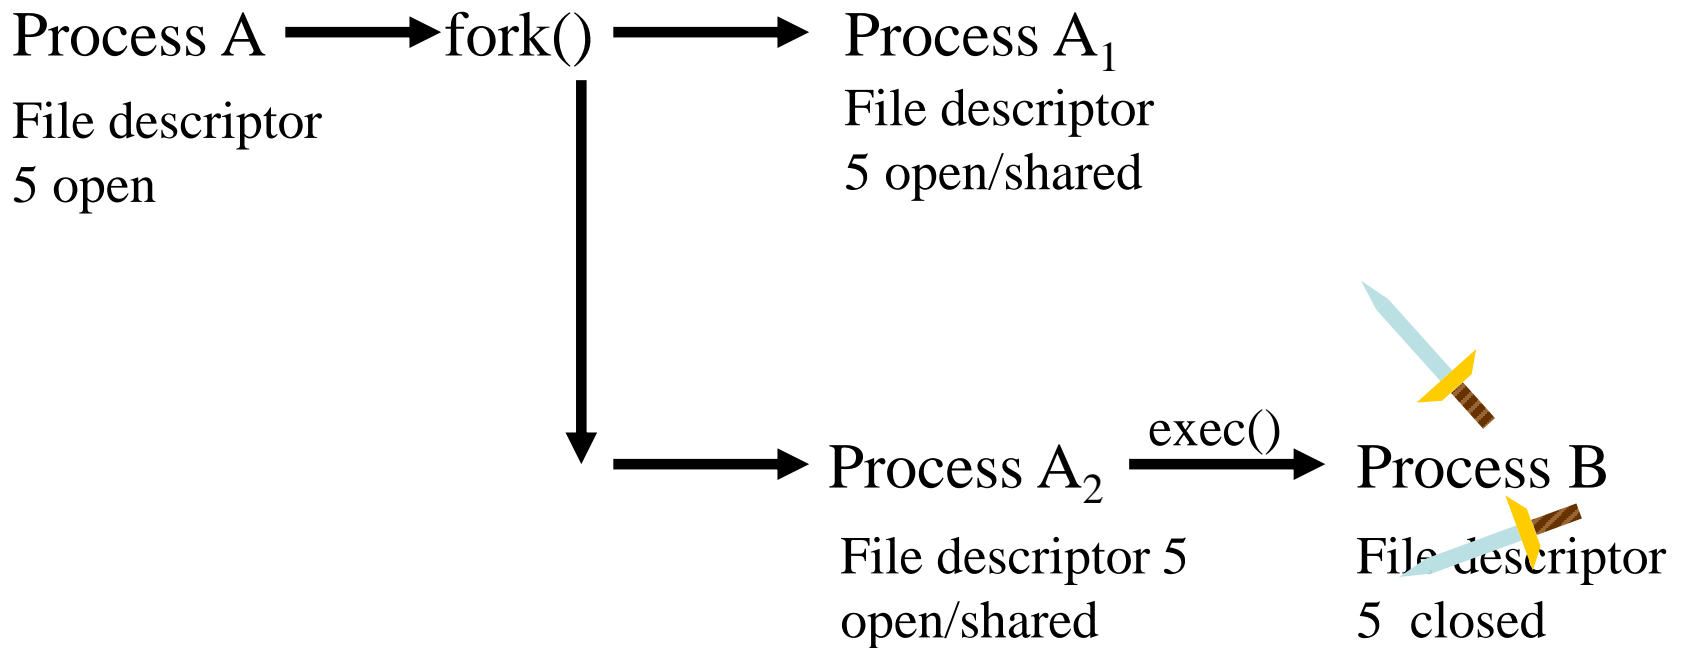 Process A
fork()
Process A₁
File descriptor
5 open
File descriptor
5 open/shared
exec()
Process A₂
Process B
File descriptor 5
open/shared
File descriptor
5 closed